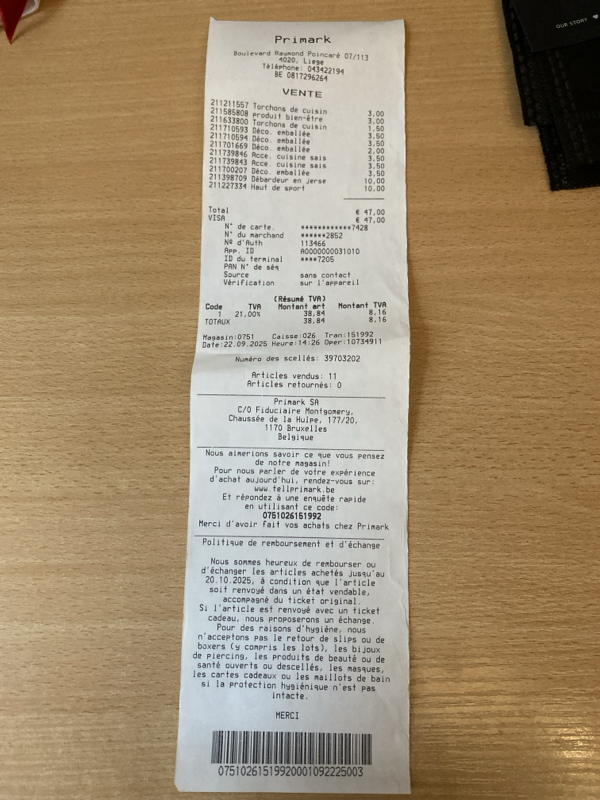 OUR STORY
Primark
Boulevard Raymond Poincaré 07/113
4020, Liege
Téléphone: 043422194
BE 0817296264
VENTE
211211557 Torchons de cuisin 3,00
211585808 produit bien-être 3,00
211633800 Torchons de cuisin 1,50
211710593 Déco. emballée 3,50
211710594 Déco. emballée 3,50
211701669 Déco. emballée 2,00
211739846 Acce. cuisine sais 3,50
211739843 Acce. cuisine sais 3,50
211700207 Déco. emballée 3,50
211398709 Débardeur en jerse 10,00
211227334 Haut de sport 10,00
Total € 47,00
VISA € 47,00
N° de carte. ************7428
N° du marchand ******2852
Nº d'Auth 113466
App. ID A0000000031010
ID du terminal ****7205
PAN N° de séq
Source sans contact
Vérification sur l'appareil
(Résumé TVA)
Code TVA Montant art Montant TVA
1 21,00% 38,84 8,16
TOTAUX 38,84 8,16
Magasin:0751 Caisse:026 Tran:151992
Date:22.09.2025 Heure:14:26 Oper:10734911
Numéro des scellés: 39703202
Articles vendus: 11
Articles retournés: 0
Primark SA
C/O Fiduciaire Montgomery,
Chaussée de la Hulpe, 177/20,
1170 Bruxelles
Belgique
Nous aimerions savoir ce que vous pensez
de notre magasin!
Pour nous parler de votre expérience
d'achat aujourd'hui, rendez-vous sur:
www.tellprimark.be
Et répondez à une enquête rapide
en utilisant ce code:
0751026151992
Merci d'avoir fait vos achats chez Primark
Politique de remboursement et d'échange
Nous sommes heureux de rembourser ou
d'échanger les articles achetés jusqu'au
20.10.2025, à condition que l'article
soit renvoyé dans un état vendable,
accompagné du ticket original.
Si l'article est renvoyé avec un ticket
cadeau, nous proposerons un échange.
Pour des raisons d'hygiène, nous
n'acceptons pas le retour de slips ou de
boxers (y compris les lots), les bijoux
de piercing, les produits de beauté ou de
santé ouverts ou descellés, les masques,
les cartes cadeaux ou les maillots de bain
si la protection hygiénique n'est pas
intacte.
MERCI
07510261519920001092225003